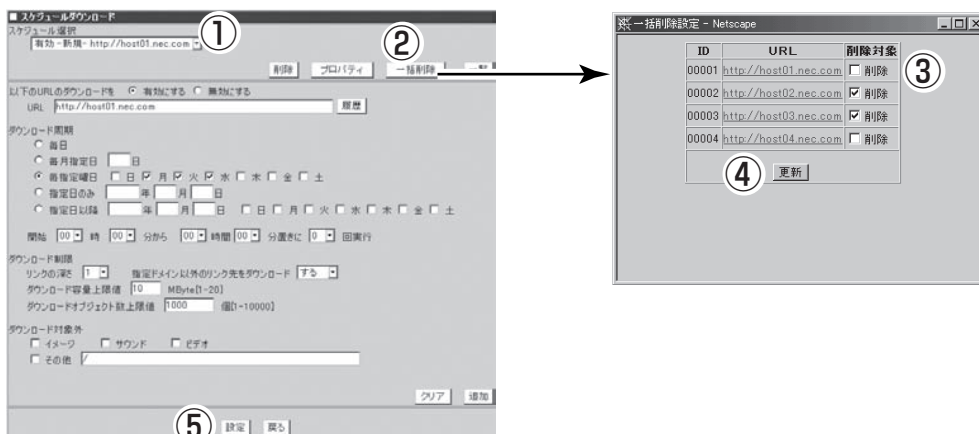 ■ スケジュールダウンロード
スケジュール選択
有効 -新規- http://host01.nec.com
①
②
削除 プロパティ 一括削除 一覧
以下のURLのダウンロードを 有効にする 無効にする
URL http://host01.nec.com 履歴
ダウンロード周期
毎日
毎月指定日 日
毎指定曜日 日 月 火 水 木 金 土
指定日のみ 年 月 日
指定日以降 年 月 日 日 月 火 水 木 金 土
開始 00 時 00 分から 00 時間 00 分置きに 0 回実行
ダウンロード制限
リンクの深さ 1 指定ドメイン以外のリンク先をダウンロード する
ダウンロード容量上限値 10 MByte[1-20]
ダウンロードオブジェクト数上限値 1000 個[1-10000]
ダウンロード対象外
イメージ サウンド ビデオ
その他 /
クリア 追加
⑤ 設定 戻る
一括削除設定 - Netscape
ID URL 削除対象
00001 http://host01.nec.com 削除
③
00002 http://host02.nec.com 削除
00003 http://host03.nec.com 削除
00004 http://host04.nec.com 削除
④ 更新